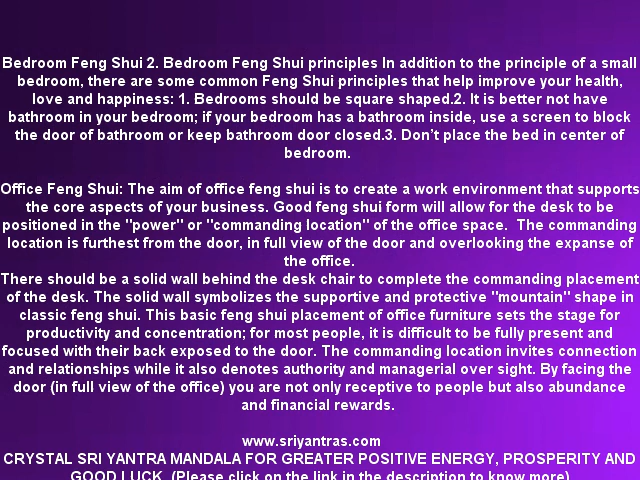 Bedroom Feng Shui 2. Bedroom Feng Shui principles In addition to the principle of a small
bedroom, there are some common Feng Shui principles that help improve your health,
love and happiness: 1. Bedrooms should be square shaped.2. It is better not have
bathroom in your bedroom; if your bedroom has a bathroom inside, use a screen to block
the door of bathroom or keep bathroom door closed.3. Don't place the bed in center of
bedroom.
Office Feng Shui: The aim of office feng shui is to create a work environment that supports
the core aspects of your business. Good feng shui form will allow for the desk to be
positioned in the "power" or "commanding location" of the office space. The commanding
location is furthest from the door, in full view of the door and overlooking the expanse of
the office.
There should be a solid wall behind the desk chair to complete the commanding placement
of the desk. The solid wall symbolizes the supportive and protective "mountain" shape in
classic feng shui. This basic feng shui placement of office furniture sets the stage for
productivity and concentration; for most people, it is difficult to be fully present and
focused with their back exposed to the door. The commanding location invites connection
and relationships while it also denotes authority and managerial over sight. By facing the
door (in full view of the office) you are not only receptive to people but also abundance
and financial rewards.
www.sriyantras.com
CRYSTAL SRI YANTRA MANDALA FOR GREATER POSITIVE ENERGY, PROSPERITY AND
GOOD LUCK. (Please click on the link in the description to know more)